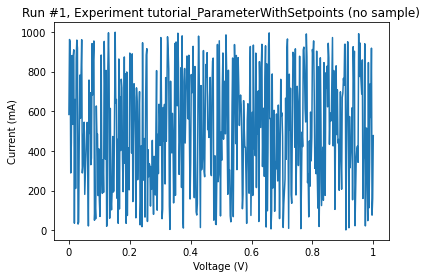 Run #1, Experiment tutorial_ParameterWithSetpoints (no sample)
1000
800
600
400
200
0
Current (mA)
0 0.2 0.4 0.6 0.8 1
Voltage (V)